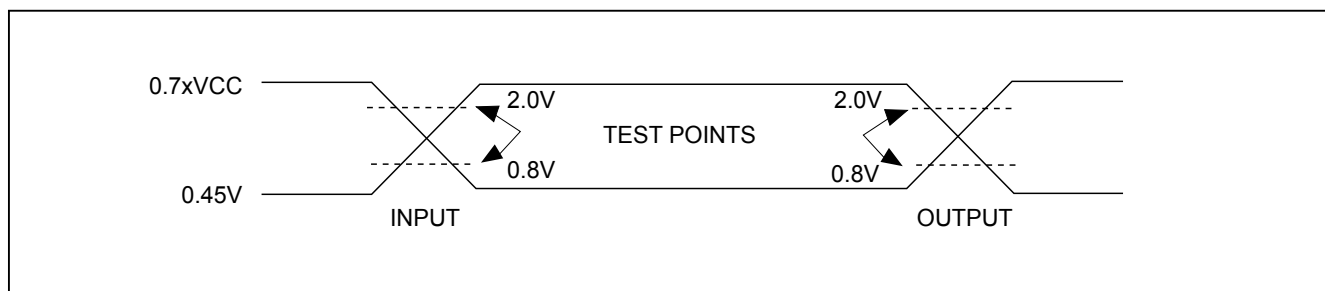 0.7xVCC
2.0V
2.0V
TEST POINTS
0.8V
0.8V
0.45V
INPUT
OUTPUT